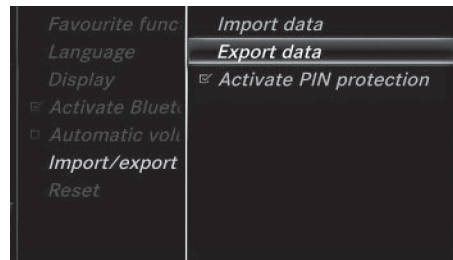 Favourite func
Language
Display
Activate Bluet
Automatic volu
Import/export
Reset
Import data
Export data
Activate PIN protection